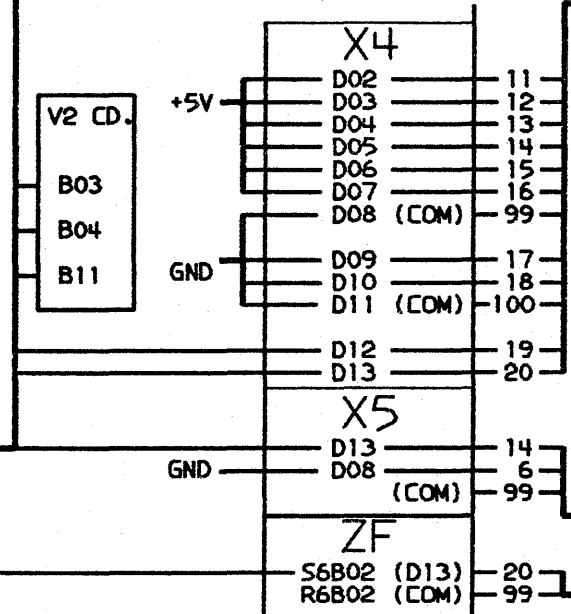 X4
D02 11
+5V D03 12
V2 CD. D04 13
D05 14
D06 15
B03 D07 16
D08 (COM) 99
B04
D09 17
GND B11 D10 18
D11 (COM) 100
D12 19
D13 20
X5
D13 14
GND D08 6
(COM) 99
ZF
S6B02 (D13) 20
R6B02 (COM) 99